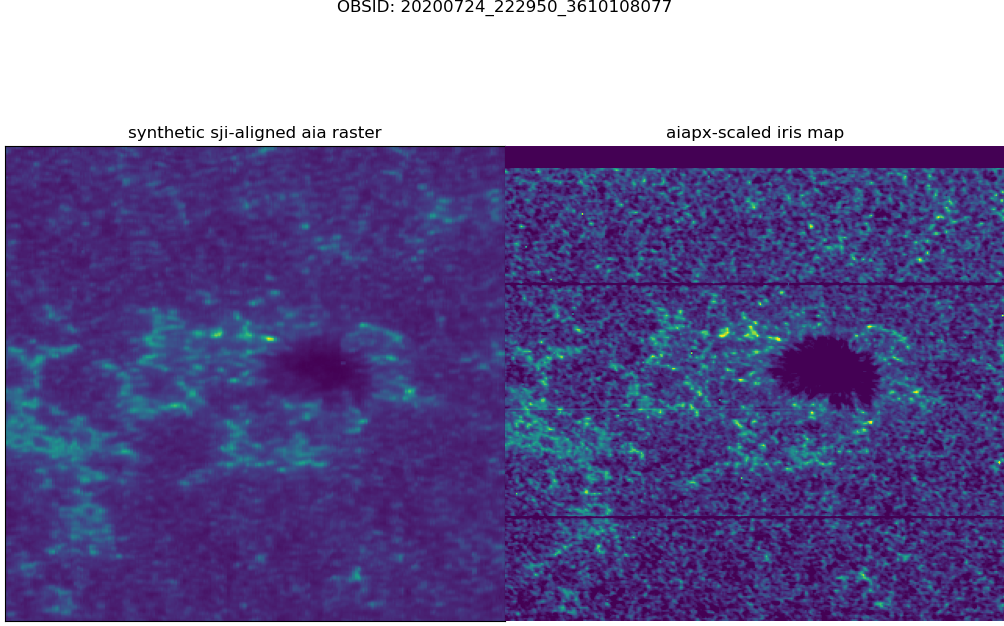 OBSID: 20200724_222950_3610108077
synthetic sji-aligned aia raster
aiapx-scaled iris map